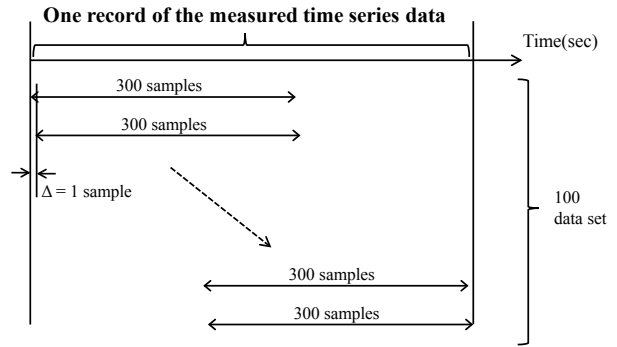 One record of the measured time series data
Time(sec)
300 samples
300 samples
Δ = 1 sample
100
data set
300 samples
300 samples